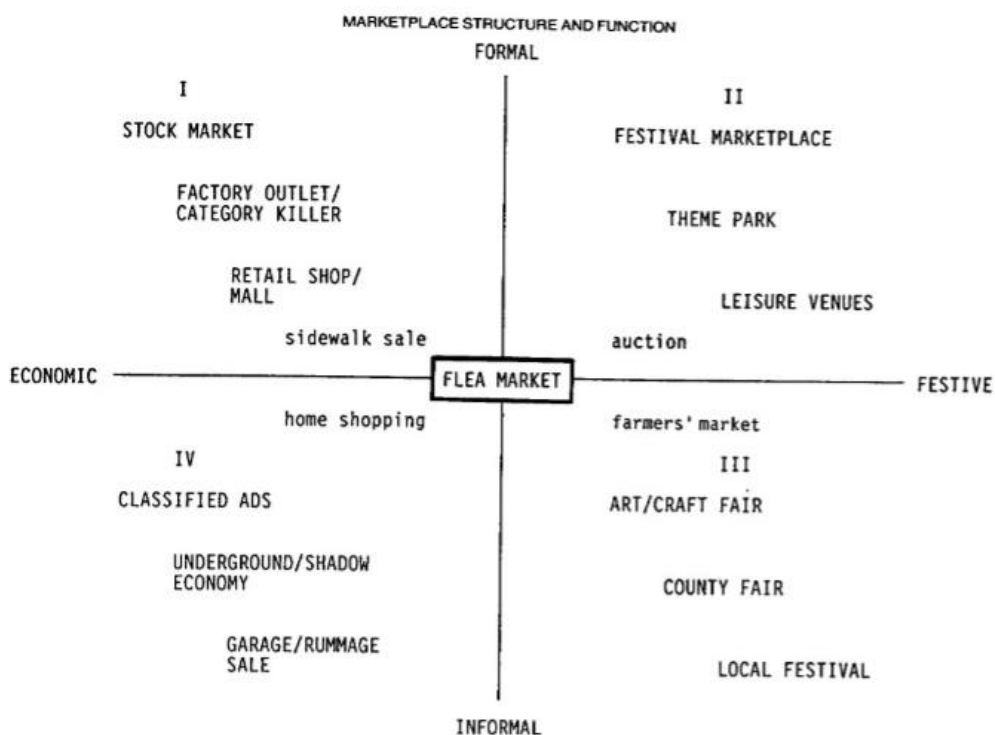 MARKETPLACE STRUCTURE AND FUNCTION
FORMAL
I
STOCK MARKET
FACTORY OUTLET/
CATEGORY KILLER
RETAIL SHOP/
MALL
sidewalk sale
II
FESTIVAL MARKETPLACE
THEME PARK
LEISURE VENUES
auction
ECONOMIC
FLEA MARKET
FESTIVE
home shopping
IV
CLASSIFIED ADS
UNDERGROUND/SHADOW
ECONOMY
GARAGE/RUMMAGE
SALE
farmers' market
III
ART/CRAFT FAIR
COUNTY FAIR
LOCAL FESTIVAL
INFORMAL